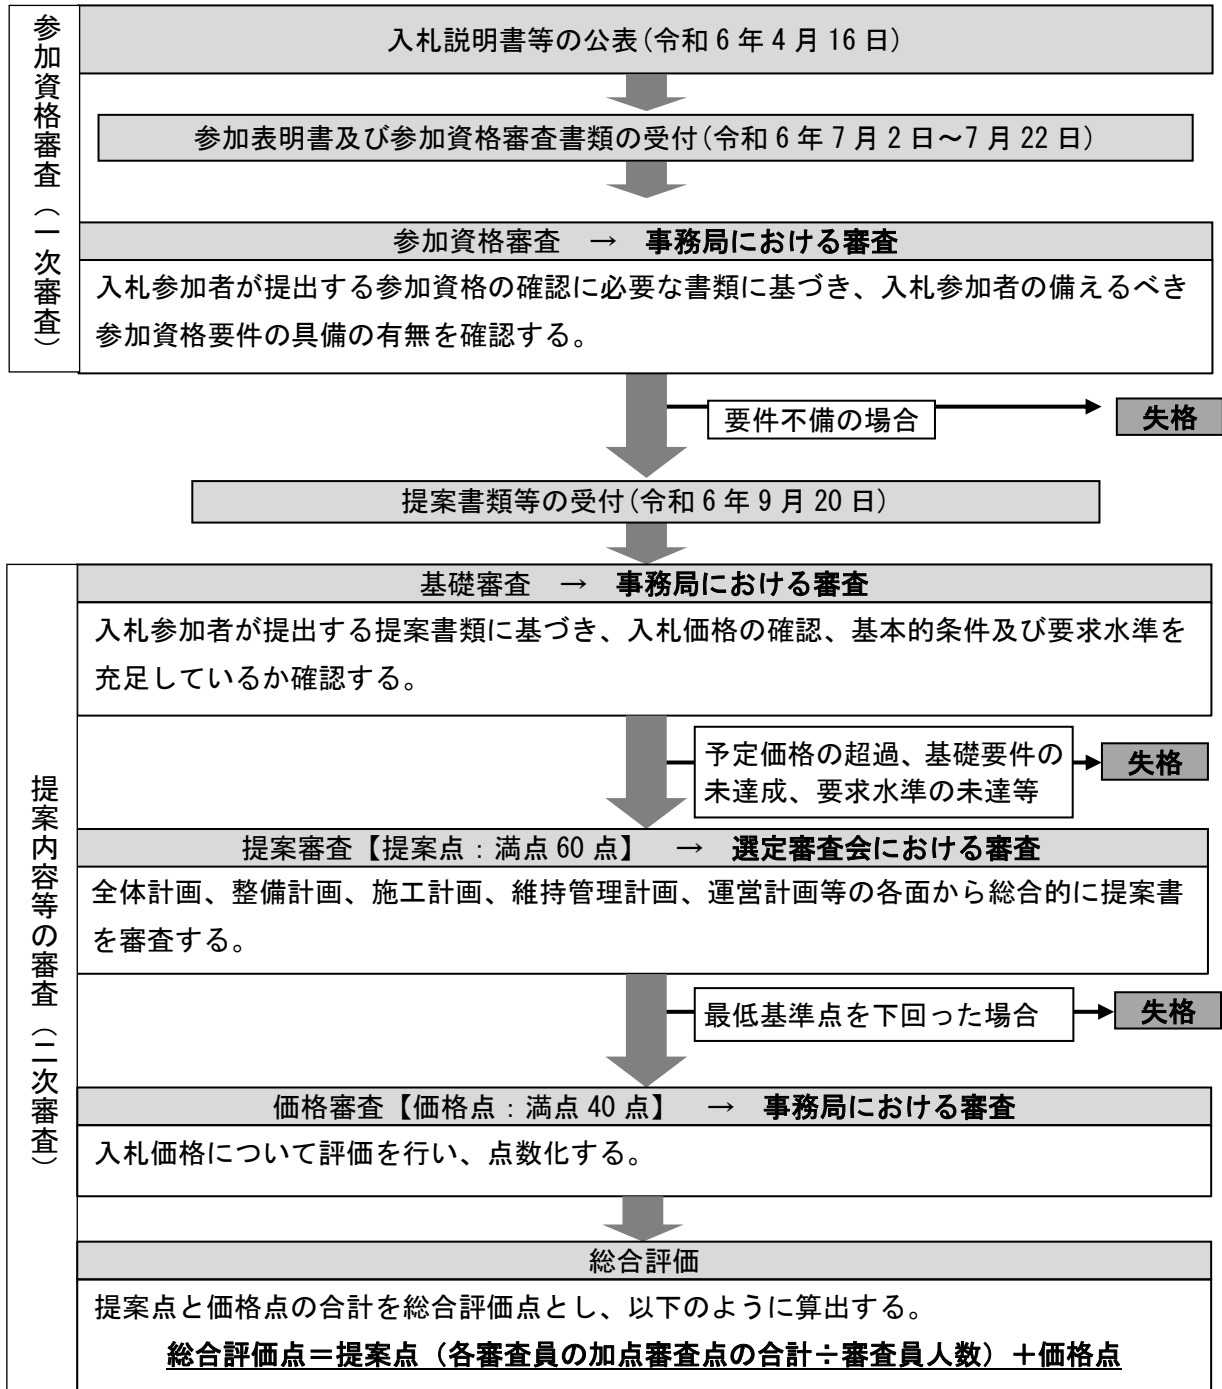 参加資格審査（一次審査）
入札説明書等の公表(令和6年4月16日)
参加表明書及び参加資格審査書類の受付(令和6年7月2日～7月22日)
参加資格審査　→　事務局における審査
入札参加者が提出する参加資格の確認に必要な書類に基づき、入札参加者の備えるべき
参加資格要件の具備の有無を確認する。
要件不備の場合
失格
提案書類等の受付(令和6年9月20日)
提案内容等の審査（二次審査）
基礎審査　→　事務局における審査
入札参加者が提出する提案書類に基づき、入札価格の確認、基本的条件及び要求水準を
充足しているか確認する。
予定価格の超過、基礎要件の
未達成、要求水準の未達等
失格
提案審査【提案点：満点60点】　→　選定審査会における審査
全体計画、整備計画、施工計画、維持管理計画、運営計画等の各面から総合的に提案書
を審査する。
最低基準点を下回った場合
失格
価格審査【価格点：満点40点】　→　事務局における審査
入札価格について評価を行い、点数化する。
総合評価
提案点と価格点の合計を総合評価点とし、以下のように算出する。
総合評価点＝提案点（各審査員の加点審査点の合計÷審査員人数）＋価格点